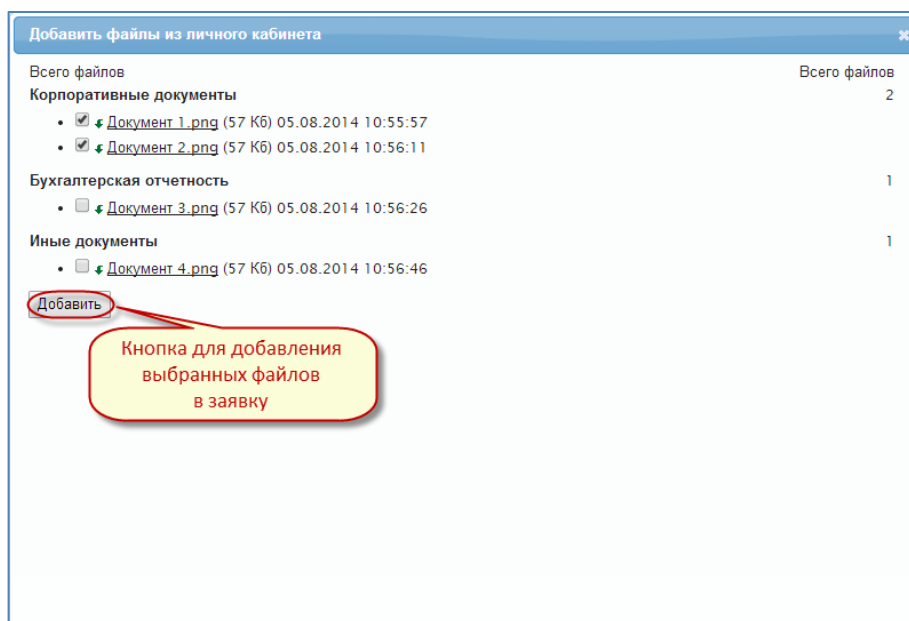 Добавить файлы из личного кабинета
Всего файлов Всего файлов
Корпоративные документы 2
Документ 1.png (57 Кб) 05.08.2014 10:55:57
Документ 2.png (57 Кб) 05.08.2014 10:56:11
Бухгалтерская отчетность 1
Документ 3.png (57 Кб) 05.08.2014 10:56:26
Иные документы 1
Документ 4.png (57 Кб) 05.08.2014 10:56:46
Добавить
Кнопка для добавления
выбранных файлов
в заявку